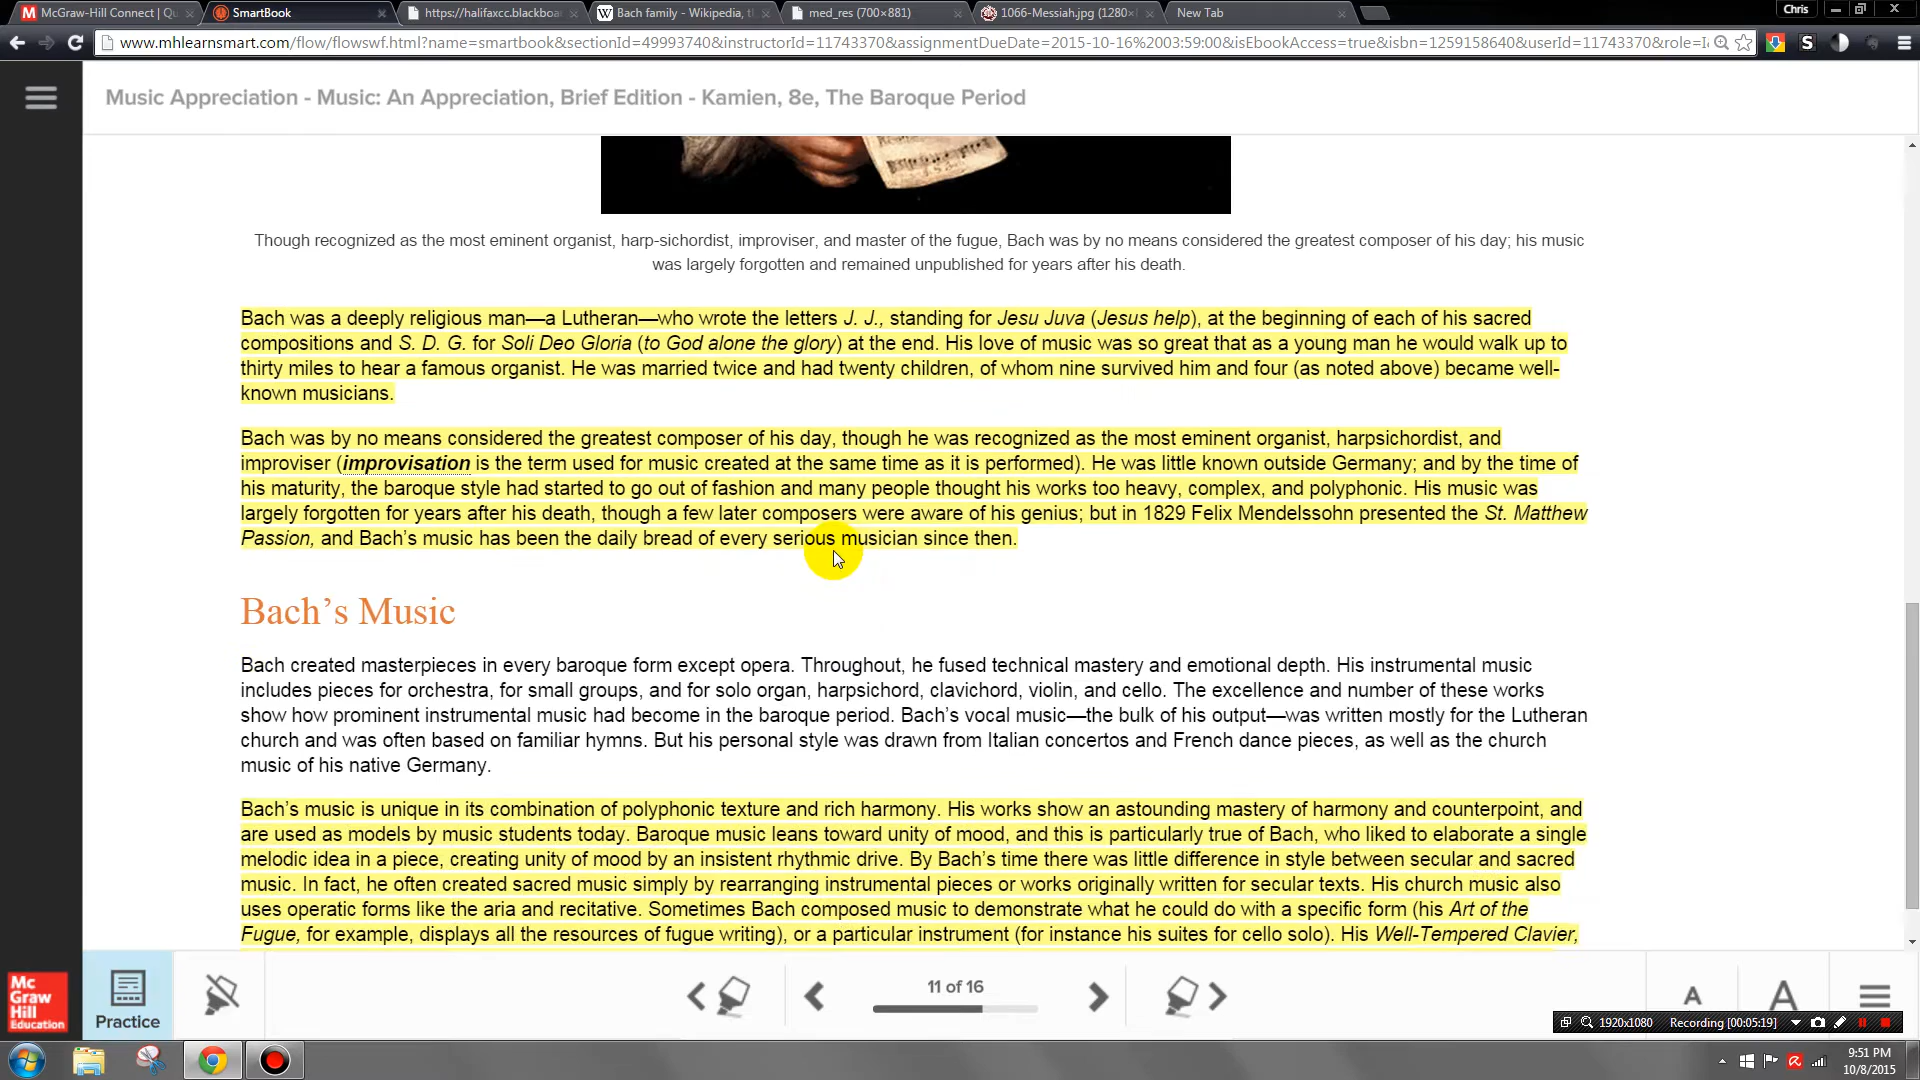 McGraw-Hill Connect | Qu
SmartBook
https://halifaxcc.blackboa
Bach family - Wikipedia, t
med_res (700×881)
1066-Messiah.jpg (1280×
New Tab
Chris
www.mhlearnsmart.com/flow/flowswf.html?name=smartbook&sectionId=49993740&instructorId=11743370&assignmentDueDate=2015-10-16%2003:59:00&isEbookAccess=true&isbn=1259158640&userId=11743370&role=I
Music Appreciation - Music: An Appreciation, Brief Edition - Kamien, 8e, The Baroque Period
Though recognized as the most eminent organist, harp-sichordist, improviser, and master of the fugue, Bach was by no means considered the greatest composer of his day; his music
was largely forgotten and remained unpublished for years after his death.
Bach was a deeply religious man—a Lutheran—who wrote the letters J. J., standing for Jesu Juva (Jesus help), at the beginning of each of his sacred
compositions and S. D. G. for Soli Deo Gloria (to God alone the glory) at the end. His love of music was so great that as a young man he would walk up to
thirty miles to hear a famous organist. He was married twice and had twenty children, of whom nine survived him and four (as noted above) became well-
known musicians.
Bach was by no means considered the greatest composer of his day, though he was recognized as the most eminent organist, harpsichordist, and
improviser (improvisation is the term used for music created at the same time as it is performed). He was little known outside Germany; and by the time of
his maturity, the baroque style had started to go out of fashion and many people thought his works too heavy, complex, and polyphonic. His music was
largely forgotten for years after his death, though a few later composers were aware of his genius; but in 1829 Felix Mendelssohn presented the St. Matthew
Passion, and Bach's music has been the daily bread of every serious musician since then.
Bach's Music
Bach created masterpieces in every baroque form except opera. Throughout, he fused technical mastery and emotional depth. His instrumental music
includes pieces for orchestra, for small groups, and for solo organ, harpsichord, clavichord, violin, and cello. The excellence and number of these works
show how prominent instrumental music had become in the baroque period. Bach's vocal music—the bulk of his output—was written mostly for the Lutheran
church and was often based on familiar hymns. But his personal style was drawn from Italian concertos and French dance pieces, as well as the church
music of his native Germany.
Bach's music is unique in its combination of polyphonic texture and rich harmony. His works show an astounding mastery of harmony and counterpoint, and
are used as models by music students today. Baroque music leans toward unity of mood, and this is particularly true of Bach, who liked to elaborate a single
melodic idea in a piece, creating unity of mood by an insistent rhythmic drive. By Bach's time there was little difference in style between secular and sacred
music. In fact, he often created sacred music simply by rearranging instrumental pieces or works originally written for secular texts. His church music also
uses operatic forms like the aria and recitative. Sometimes Bach composed music to demonstrate what he could do with a specific form (his Art of the
Fugue, for example, displays all the resources of fugue writing), or a particular instrument (for instance his suites for cello solo). His Well-Tempered Clavier,
Mc
Graw
Hill
Education
Practice
11 of 16
A
A
1920x1080
Recording [00:05:19]
9:51 PM
10/8/2015